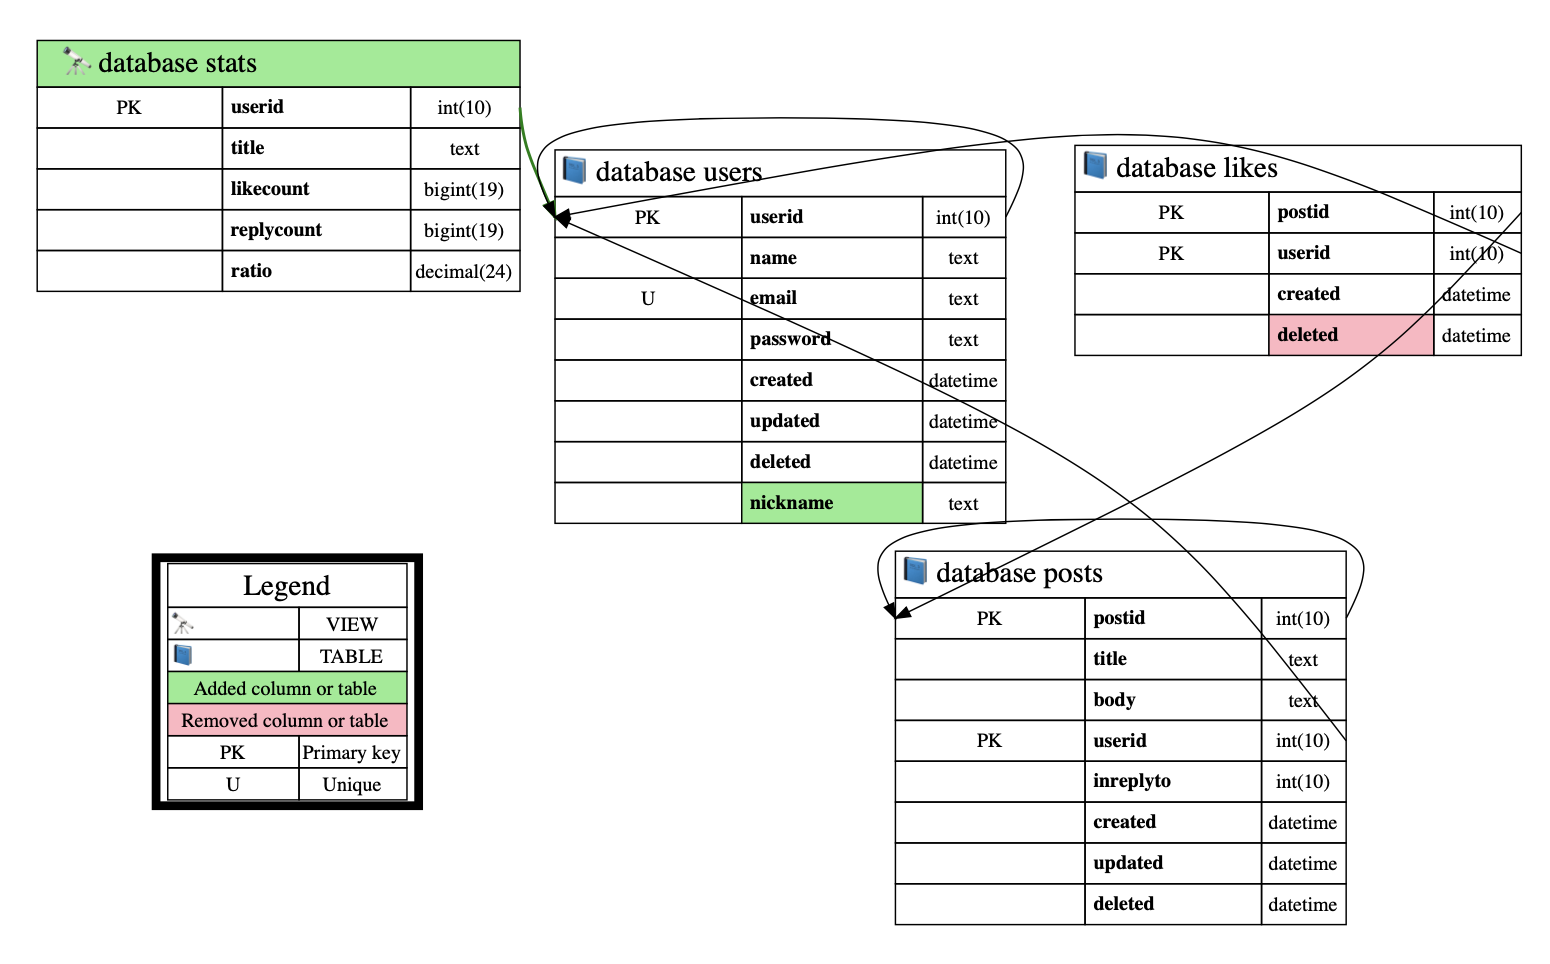 database stats
PK userid int(10)
title text
likecount bigint(19)
replycount bigint(19)
ratio decimal(24)
database users
PK userid int(10)
name text
U email text
password text
created datetime
updated datetime
deleted datetime
nickname text
database likes
PK postid int(10)
PK userid int(10)
created datetime
deleted datetime
Legend
VIEW
TABLE
Added column or table
Removed column or table
PK Primary key
U Unique
database posts
PK postid int(10)
title text
body text
PK userid int(10)
inreplyto int(10)
created datetime
updated datetime
deleted datetime